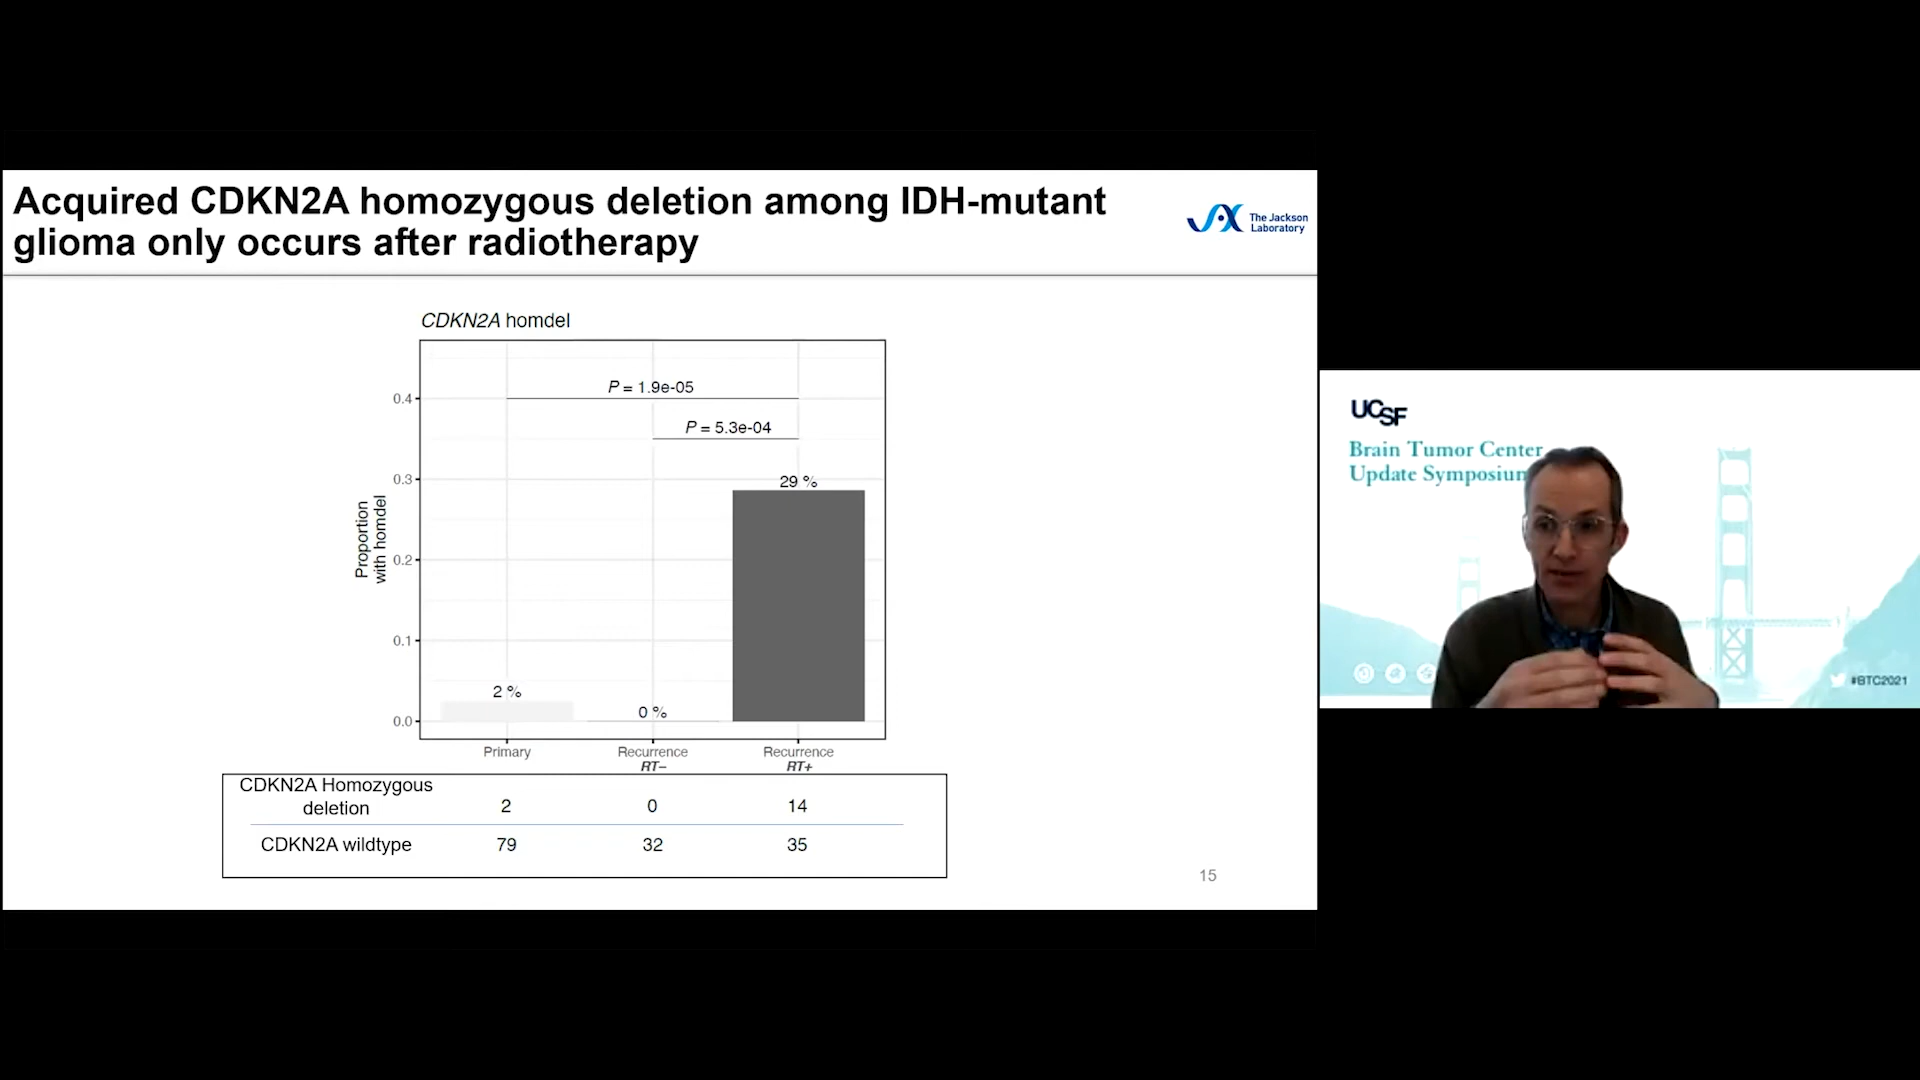 Acquired CDKN2A homozygous deletion among IDH-mutant
glioma only occurs after radiotherapy
The Jackson
Laboratory
CDKN2A homdel
P = 1.9e-05
P = 5.3e-04
29 %
2 %
0 %
0.4
0.3
0.2
0.1
0.0
Proportion
with homdel
Primary
Recurrence
RT–
Recurrence
RT+
CDKN2A Homozygous
deletion
2
0
14
CDKN2A wildtype
79
32
35
15
UCSF
Brain Tumor Center
Update Symposium
#BTC2021